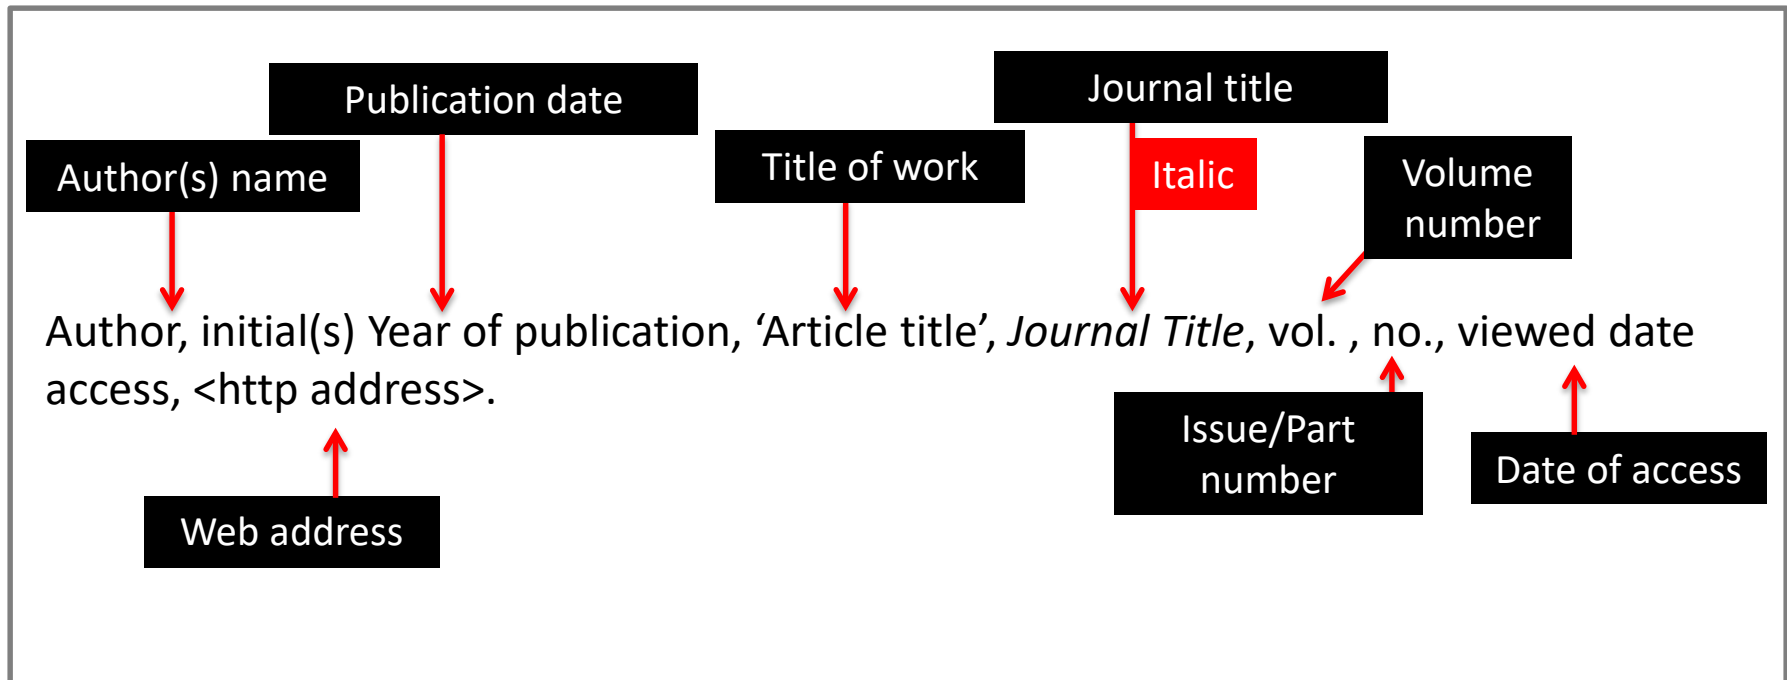 Publication date
Journal title
Author(s) name
Title of work
Italic
Volume
number
Author, initial(s) Year of publication, ‘Article title’, Journal Title, vol. , no., viewed date
access, <http address>.
Issue/Part
number
Date of access
Web address